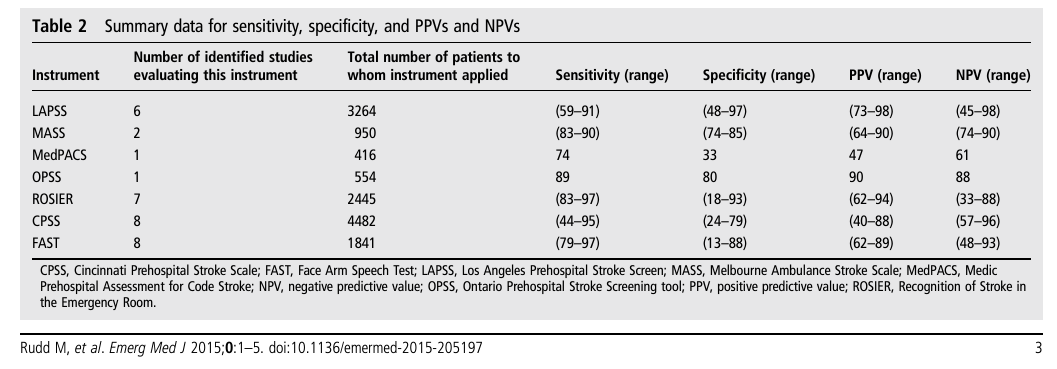 Table 2 Summary data for sensitivity, specificity, and PPVs and NPVs
Instrument Number of identified studies evaluating this instrument Total number of patients to whom instrument applied Sensitivity (range) Specificity (range) PPV (range) NPV (range)
LAPSS 6 3264 (59–91) (48–97) (73–98) (45–98)
MASS 2 950 (83–90) (74–85) (64–90) (74–90)
MedPACS 1 416 74 33 47 61
OPSS 1 554 89 80 90 88
ROSIER 7 2445 (83–97) (18–93) (62–94) (33–88)
CPSS 8 4482 (44–95) (24–79) (40–88) (57–96)
FAST 8 1841 (79–97) (13–88) (62–89) (48–93)
CPSS, Cincinnati Prehospital Stroke Scale; FAST, Face Arm Speech Test; LAPSS, Los Angeles Prehospital Stroke Screen; MASS, Melbourne Ambulance Stroke Scale; MedPACS, Medic
Prehospital Assessment for Code Stroke; NPV, negative predictive value; OPSS, Ontario Prehospital Stroke Screening tool; PPV, positive predictive value; ROSIER, Recognition of Stroke in
the Emergency Room.
Rudd M, et al. Emerg Med J 2015;0:1–5. doi:10.1136/emermed-2015-205197 3